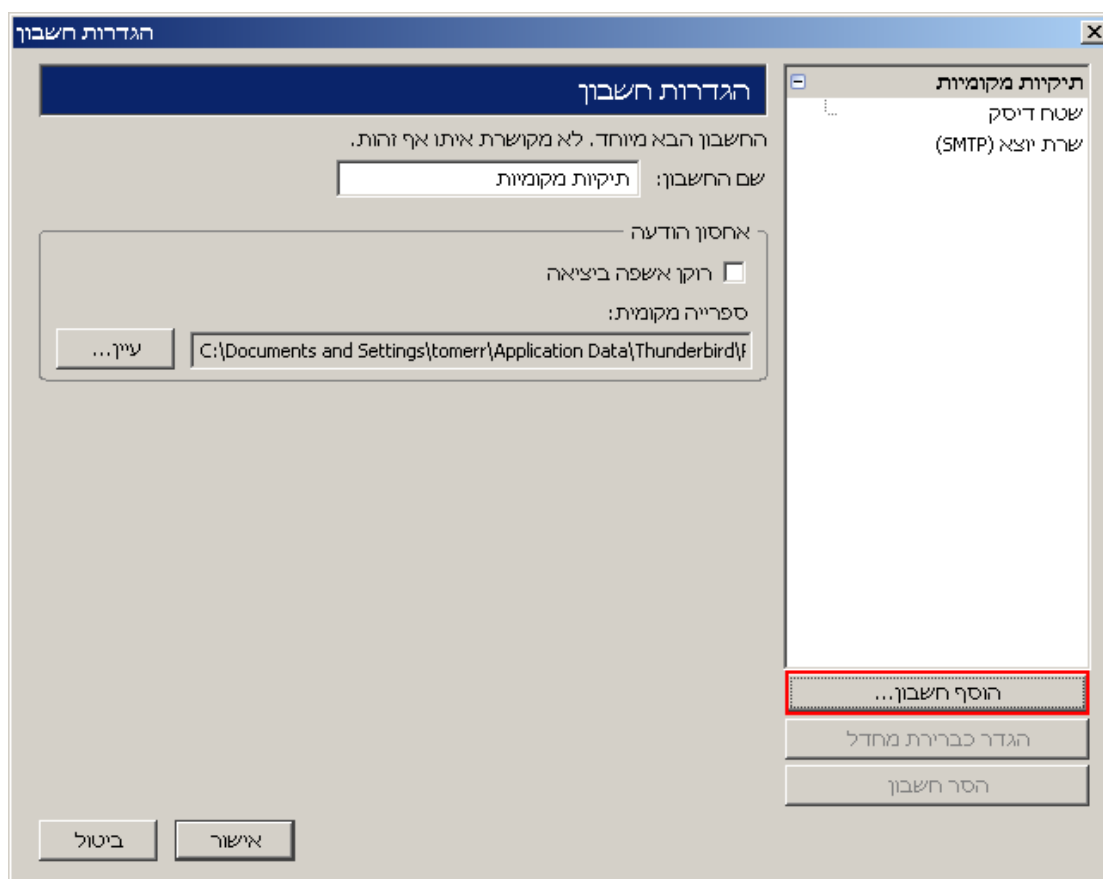 הגדרות חשבון
תיקיות מקומיות
שטח דיסק
שרת יוצא (SMTP)
הוסף חשבון...
הגדר כברירת מחדל
הסר חשבון
הגדרות חשבון
החשבון הבא מיוחד. לא מקושרת איתו אף זהות.
שם החשבון: תיקיות מקומיות
אחסון הודעה
רוקן אשפה ביציאה
ספרייה מקומית:
C:\Documents and Settings\tomerr\Application Data\Thunderbird\ עיין...
אישור ביטול